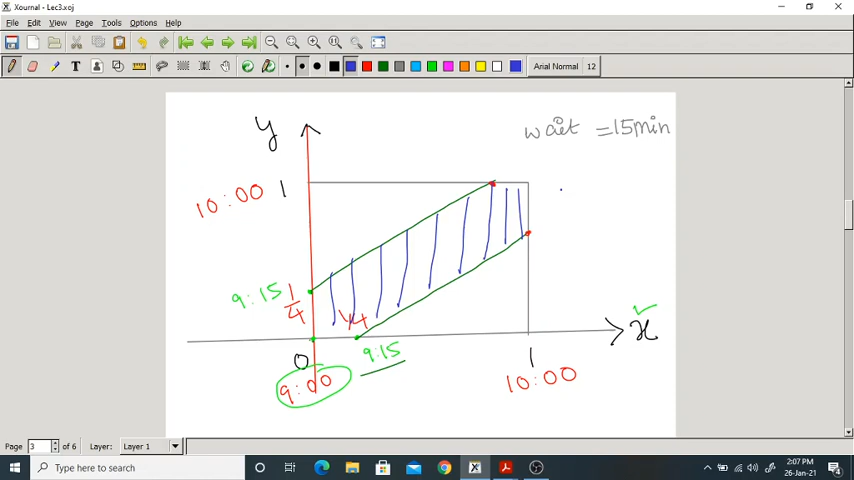 Xournal - Lec3.xoj
File Edit View Page Tools Options Help
Arial Normal 12
y
wait = 15min
10:00 1
9:15 1/4
1/4
x
0
9:15
1
9:00
10:00
Page 3 of 6 Layer: Layer 1
Type here to search
2:07 PM
26-Jan-21
4